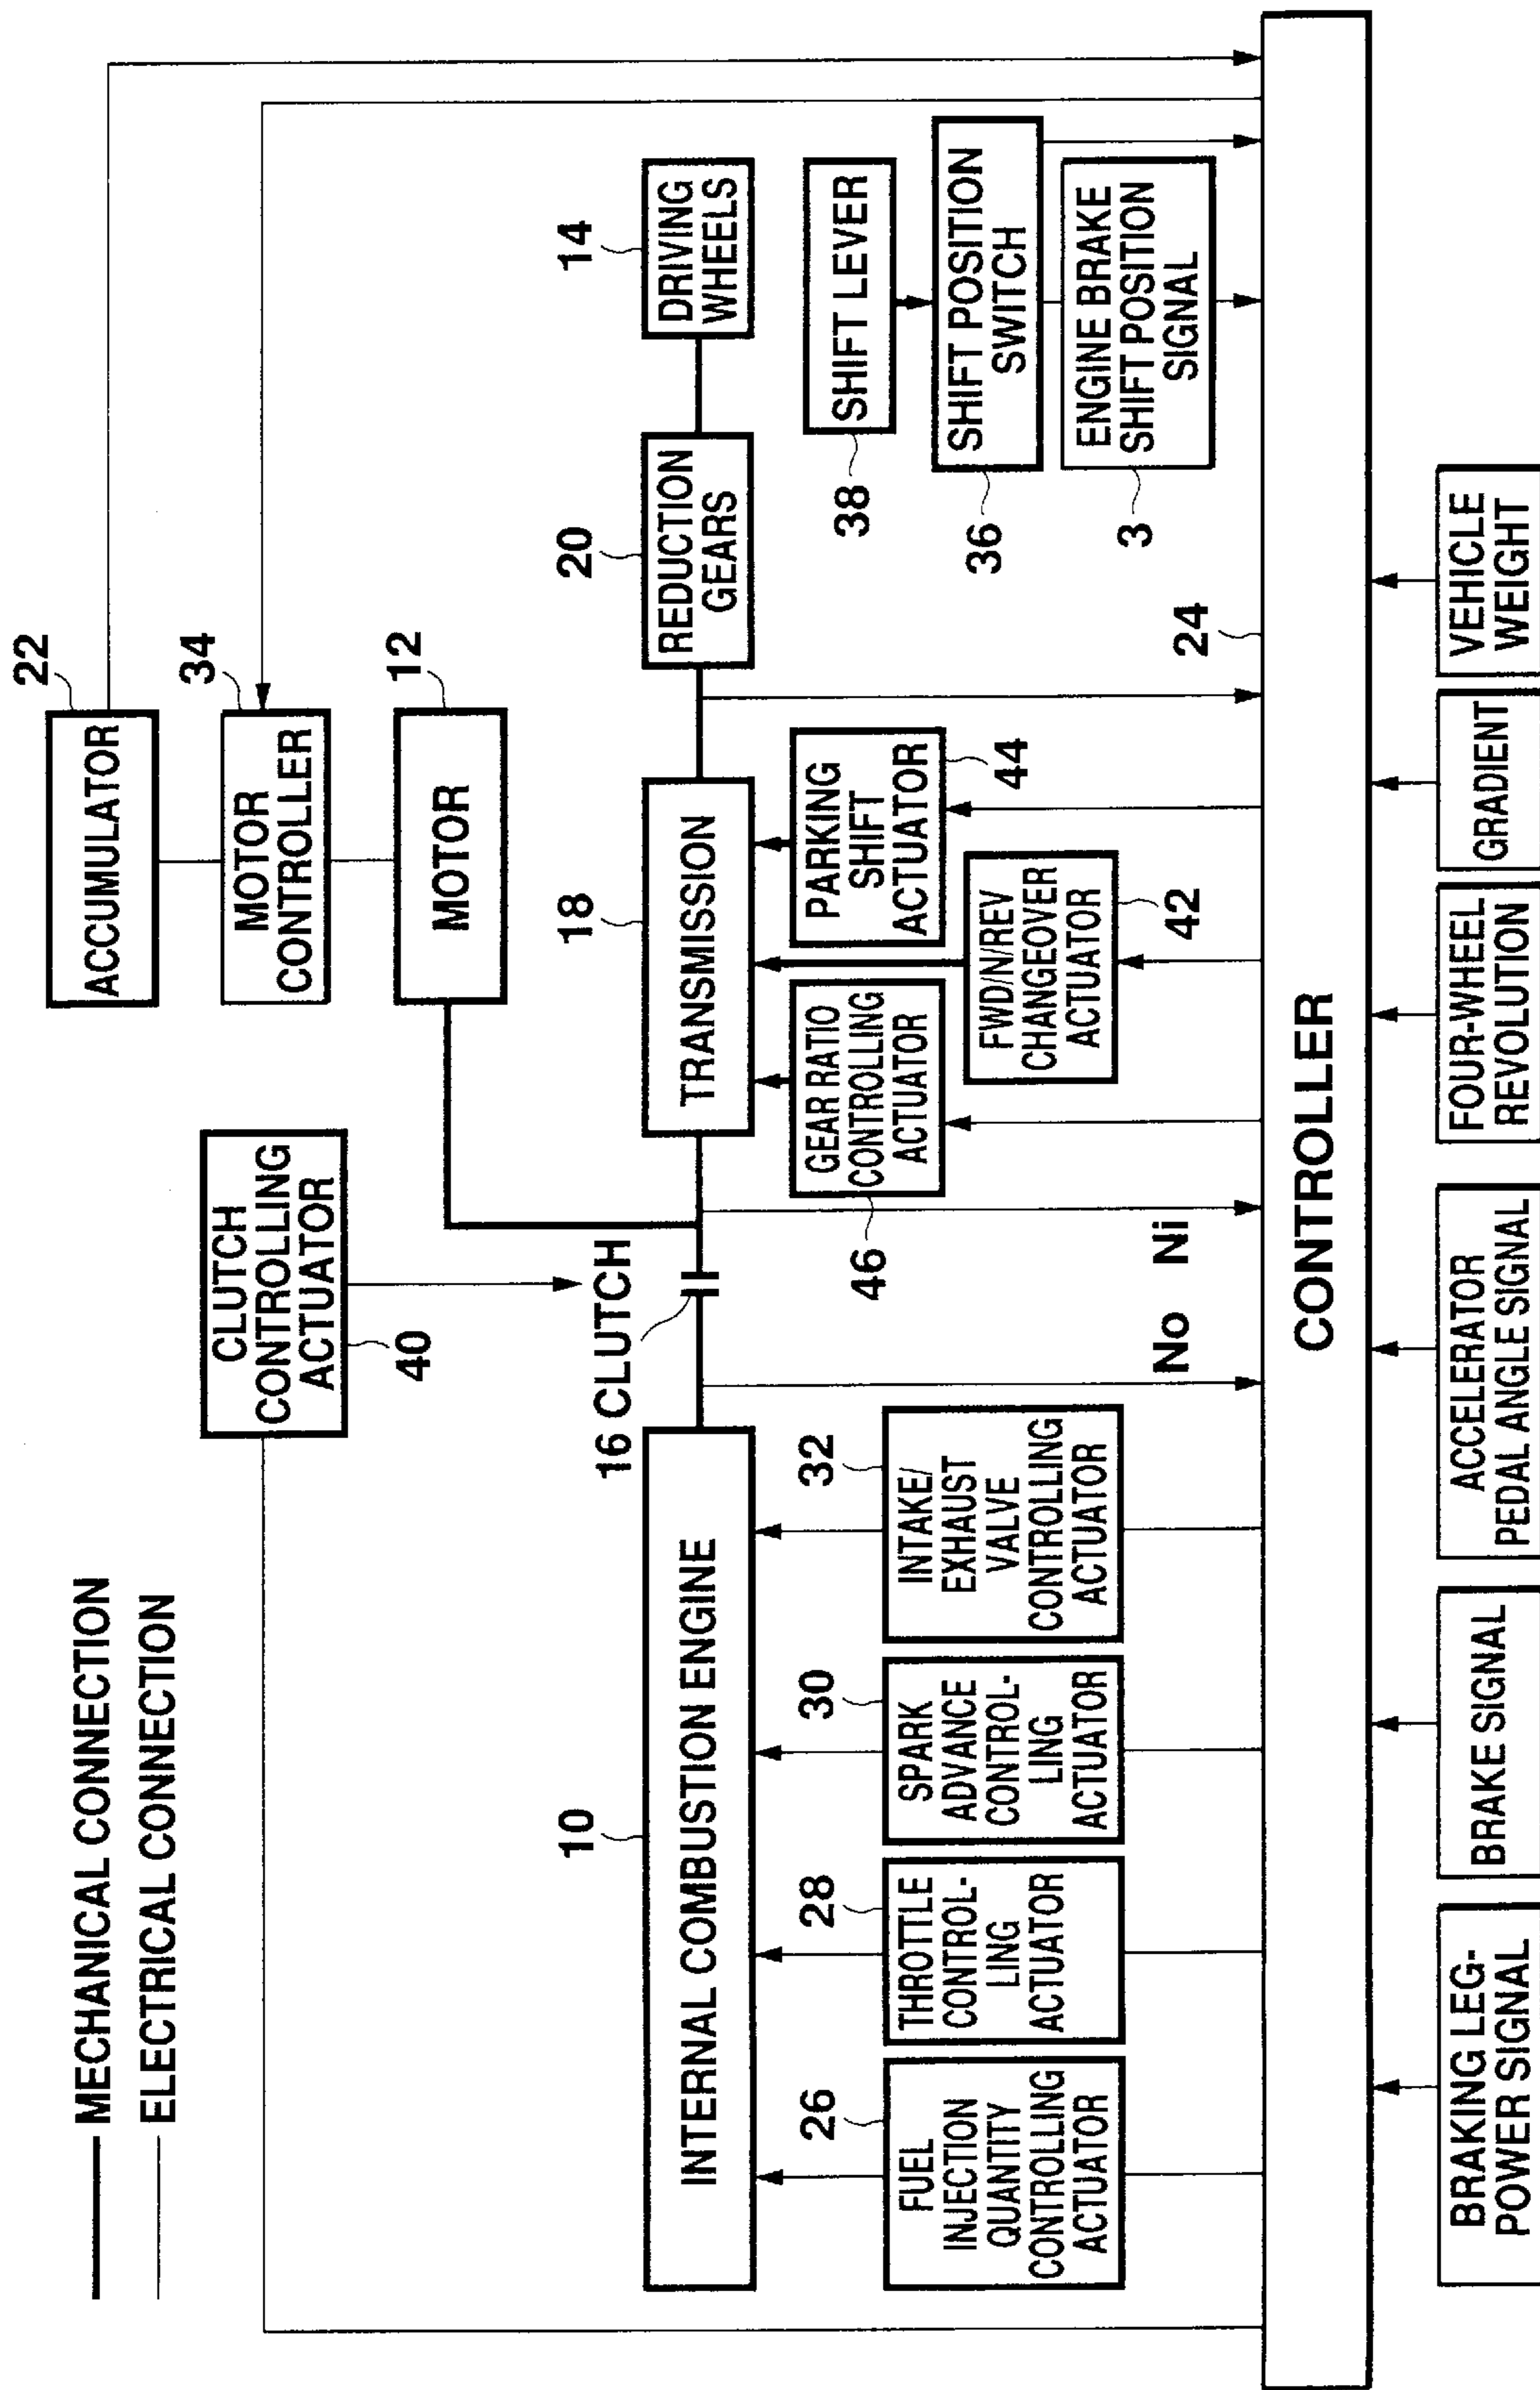 MECHANICAL CONNECTION
ELECTRICAL CONNECTION
22
ACCUMULATOR
34
MOTOR
CONTROLLER
12
MOTOR
CLUTCH
CONTROLLING
ACTUATOR
40
16 CLUTCH
10
INTERNAL COMBUSTION ENGINE
18
TRANSMISSION
20
REDUCTION
GEARS
14
DRIVING
WHEELS
26
FUEL
INJECTION
QUANTITY
CONTROLLING
ACTUATOR
28
THROTTLE
CONTROL-
LING
ACTUATOR
30
SPARK
ADVANCE
CONTROL-
LING
ACTUATOR
32
INTAKE/
EXHAUST
VALVE
CONTROLLING
ACTUATOR
No
Ni
GEAR RATIO
CONTROLLING
ACTUATOR
46
FWD/N/REV
CHANGEOVER
ACTUATOR
42
PARKING
SHIFT
ACTUATOR
44
SHIFT LEVER
38
SHIFT POSITION
SWITCH
36
ENGINE BRAKE
SHIFT POSITION
SIGNAL
3
24
CONTROLLER
BRAKING LEG-
POWER SIGNAL
BRAKE SIGNAL
ACCELERATOR
PEDAL ANGLE SIGNAL
FOUR-WHEEL
REVOLUTION
GRADIENT
VEHICLE
WEIGHT